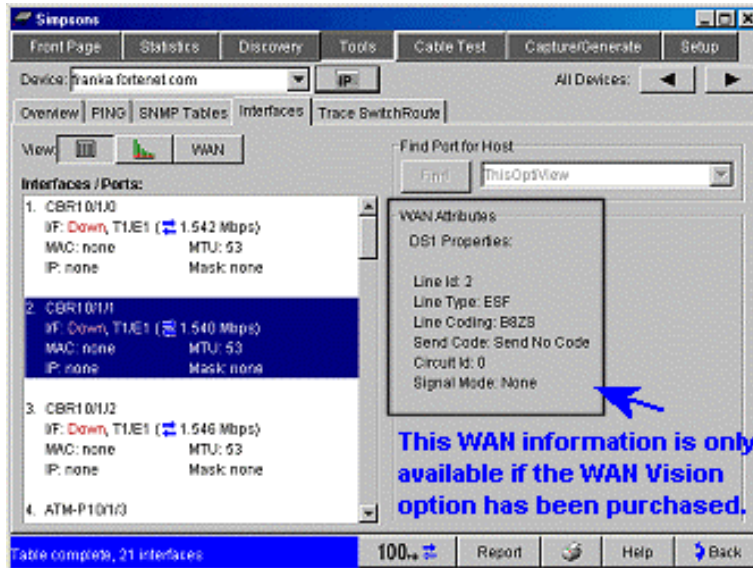 Simpsons
Front Page Statistics Discovery Tools Cable Test Capture/Generate Setup
Device: franka.fortenet.com IP All Devices:
Overview PING SNMP Tables Interfaces Trace SwitchRoute
View: WAN
Find Port for Host
Find ThisOptiView
Interfaces / Ports:
1. CBR10/1/0
I/F: Down, T1/E1 ( 1.542 Mbps)
MAC: none MTU: 53
IP: none Mask: none
2. CBR10/1/1
I/F: Down, T1/E1 ( 1.540 Mbps)
MAC: none MTU: 53
IP: none Mask: none
3. CBR10/1/2
I/F: Down, T1/E1 ( 1.546 Mbps)
MAC: none MTU: 53
IP: none Mask: none
4. ATM-P10/1/3
WAN Attributes
DS1 Properties:
Line Id: 2
Line Type: ESF
Line Coding: B8ZS
Send Code: Send No Code
Circuit Id: 0
Signal Mode: None
This WAN information is only
available if the WAN Vision
option has been purchased.
Table complete, 21 interfaces
100 Report Help Back